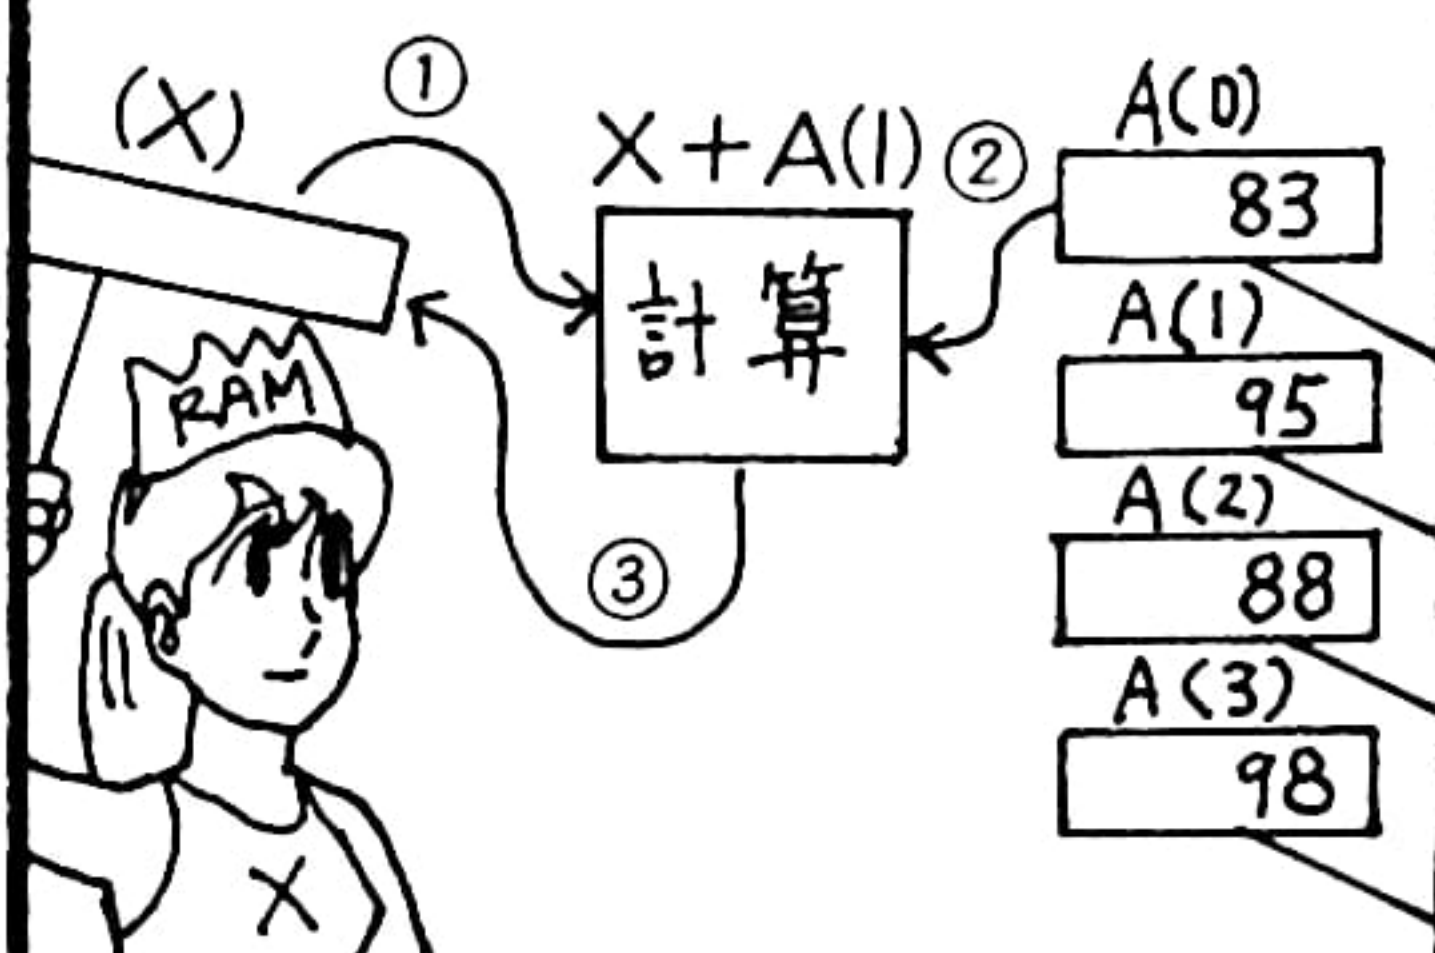 (X)
①
X+A(1)
②
計算
③
RAM
X
A(0)
83
A(1)
95
A(2)
88
A(3)
98